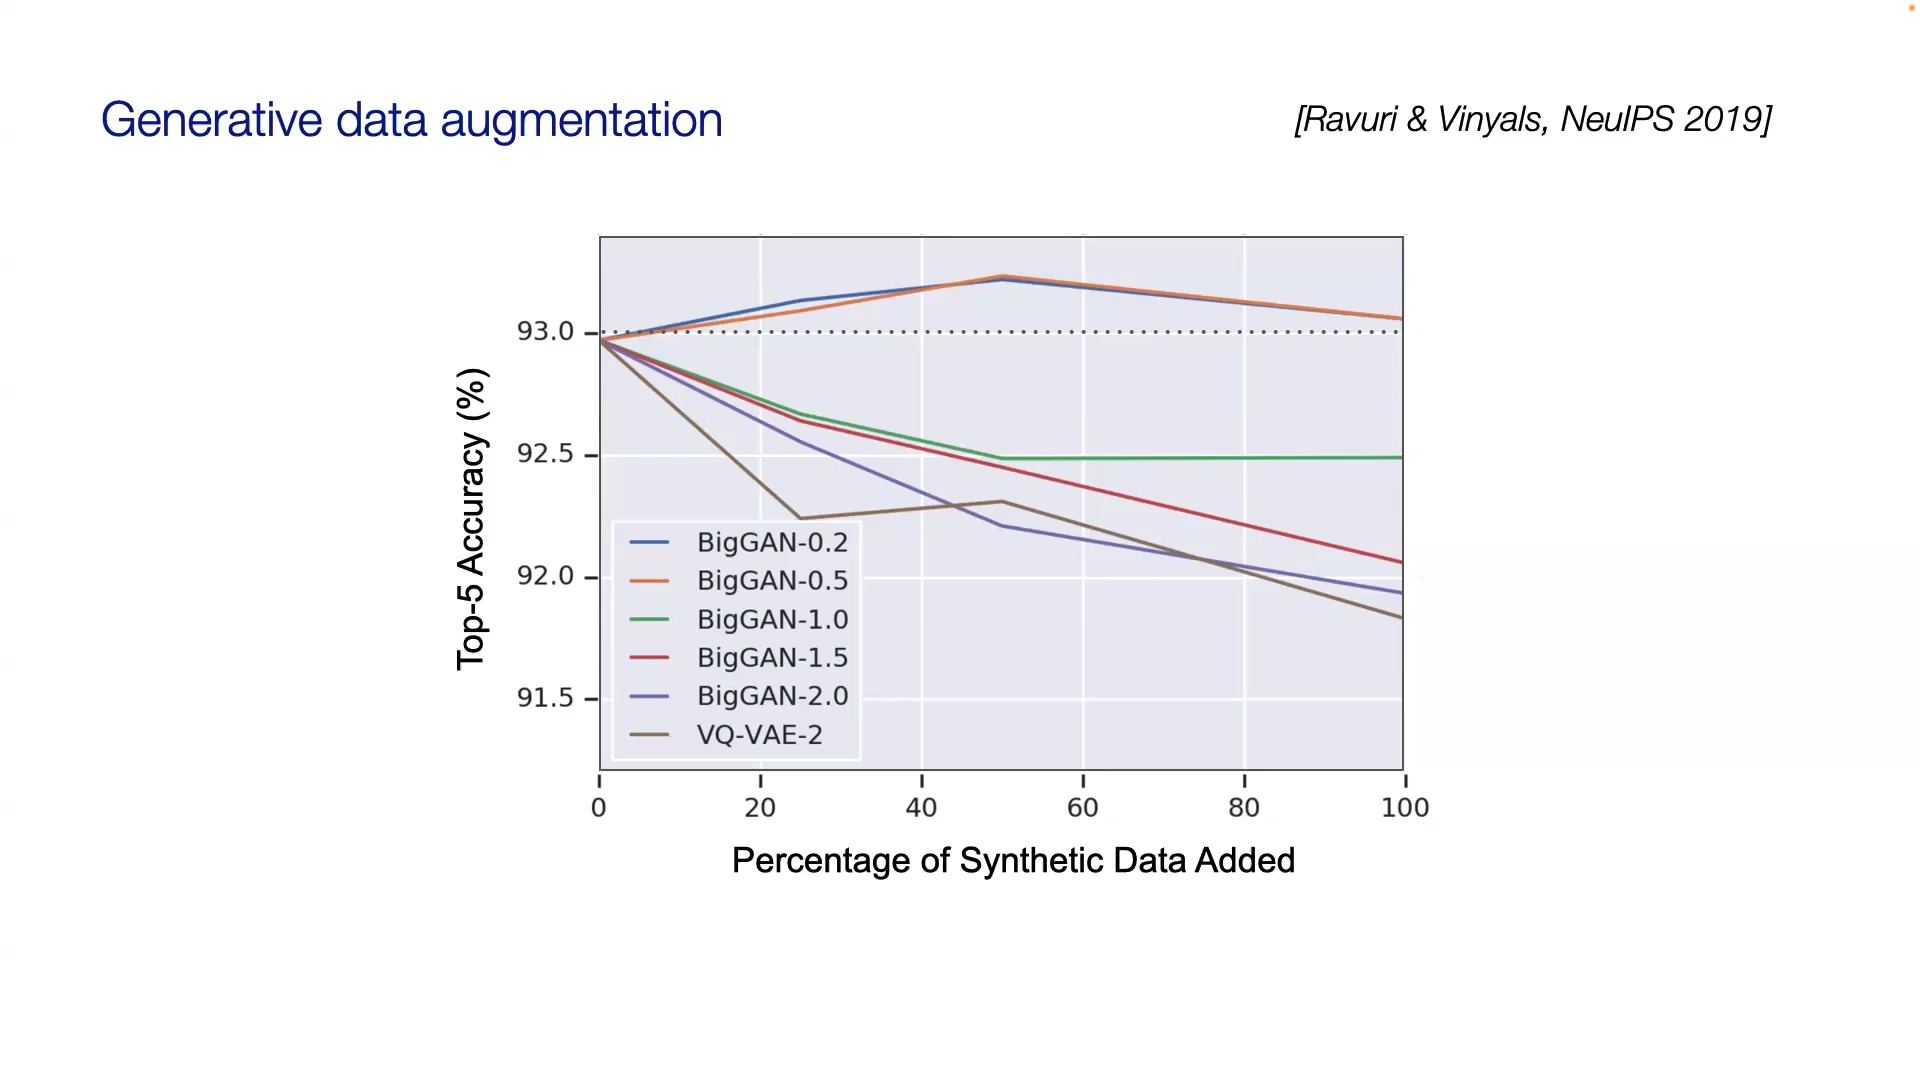 Generative data augmentation
[Ravuri & Vinyals, NeuIPS 2019]
Top-5 Accuracy (%)
93.0
92.5
92.0
91.5
BigGAN-0.2
BigGAN-0.5
BigGAN-1.0
BigGAN-1.5
BigGAN-2.0
VQ-VAE-2
0 20 40 60 80 100
Percentage of Synthetic Data Added